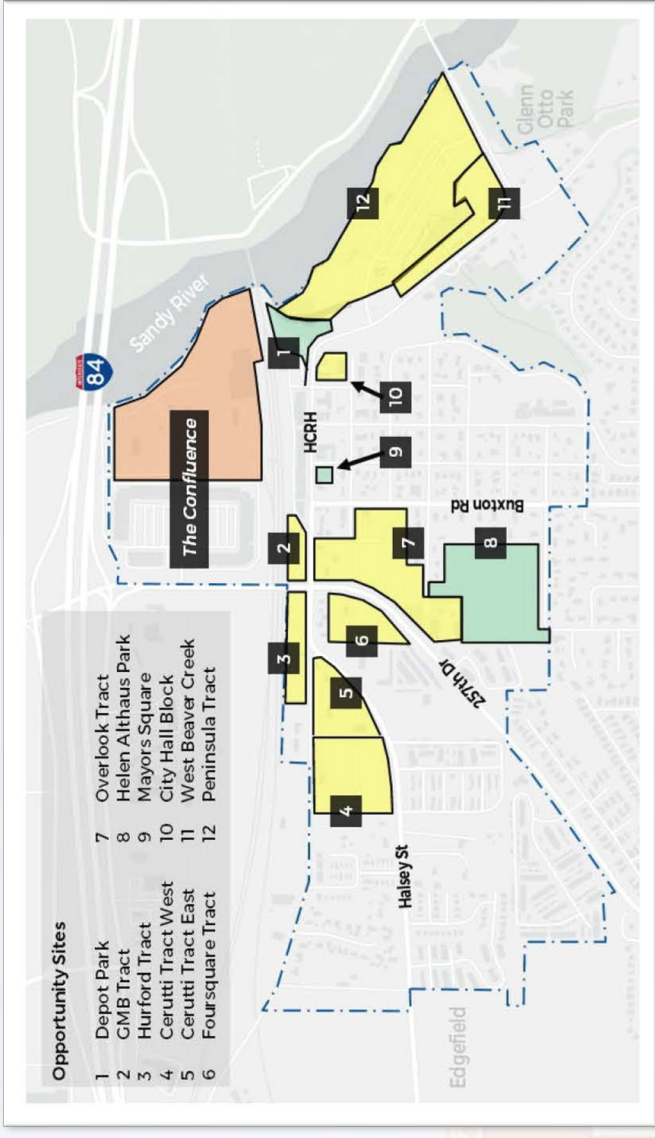 Opportunity Sites
1 Depot Park
2 GMB Tract
3 Hurford Tract
4 Cerutti Tract West
5 Cerutti Tract East
6 Foursquare Tract
7 Overlook Tract
8 Helen Althaus Park
9 Mayors Square
10 City Hall Block
11 West Beaver Creek
12 Peninsula Tract
84
Sandy River
The Confluence
Glenn
Otto
Park
12
11
1
10
9
HCRH
Buxton Rd
2
7
8
3
6
5
4
257th Dr
Halsey St
Edgefield